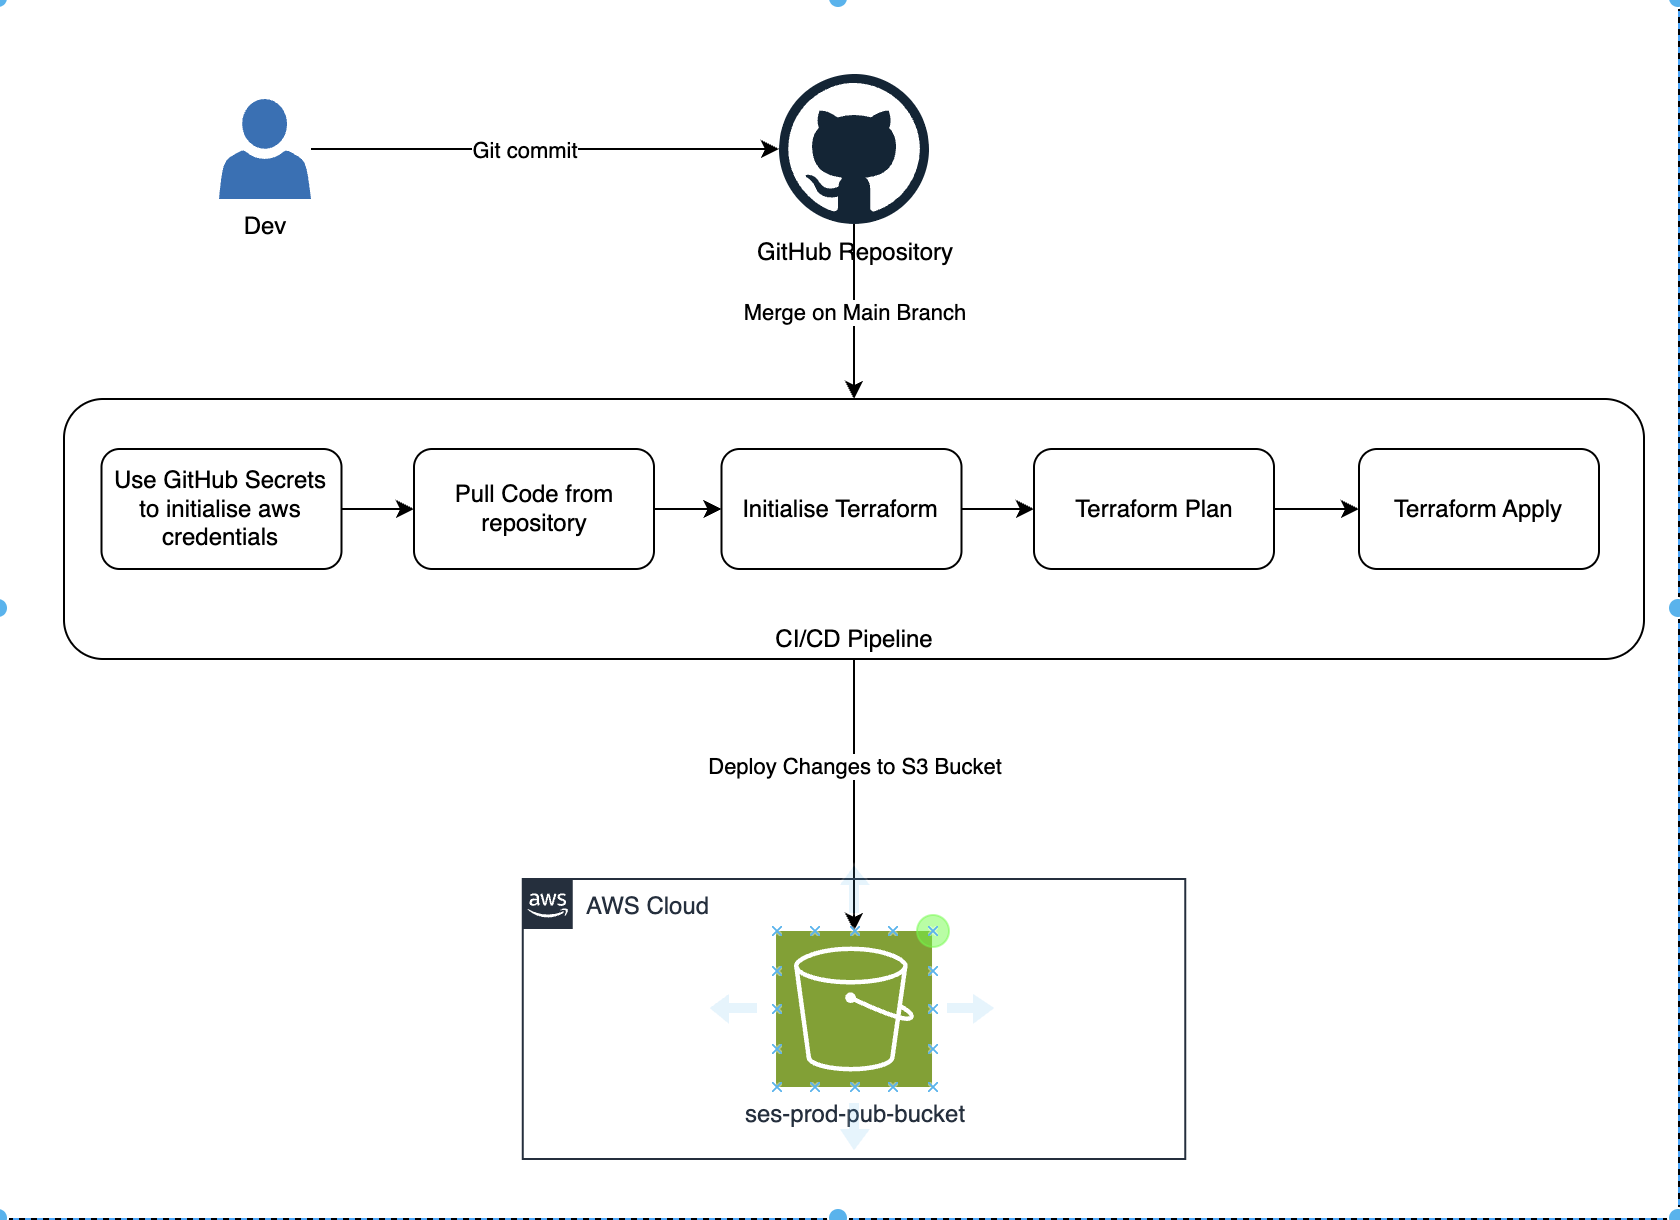 Git commit
Dev
GitHub Repository
Merge on Main Branch
Use GitHub Secrets
to initialise aws
credentials
Pull Code from
repository
Initialise Terraform
Terraform Plan
Terraform Apply
CI/CD Pipeline
Deploy Changes to S3 Bucket
aws
AWS Cloud
ses-prod-pub-bucket